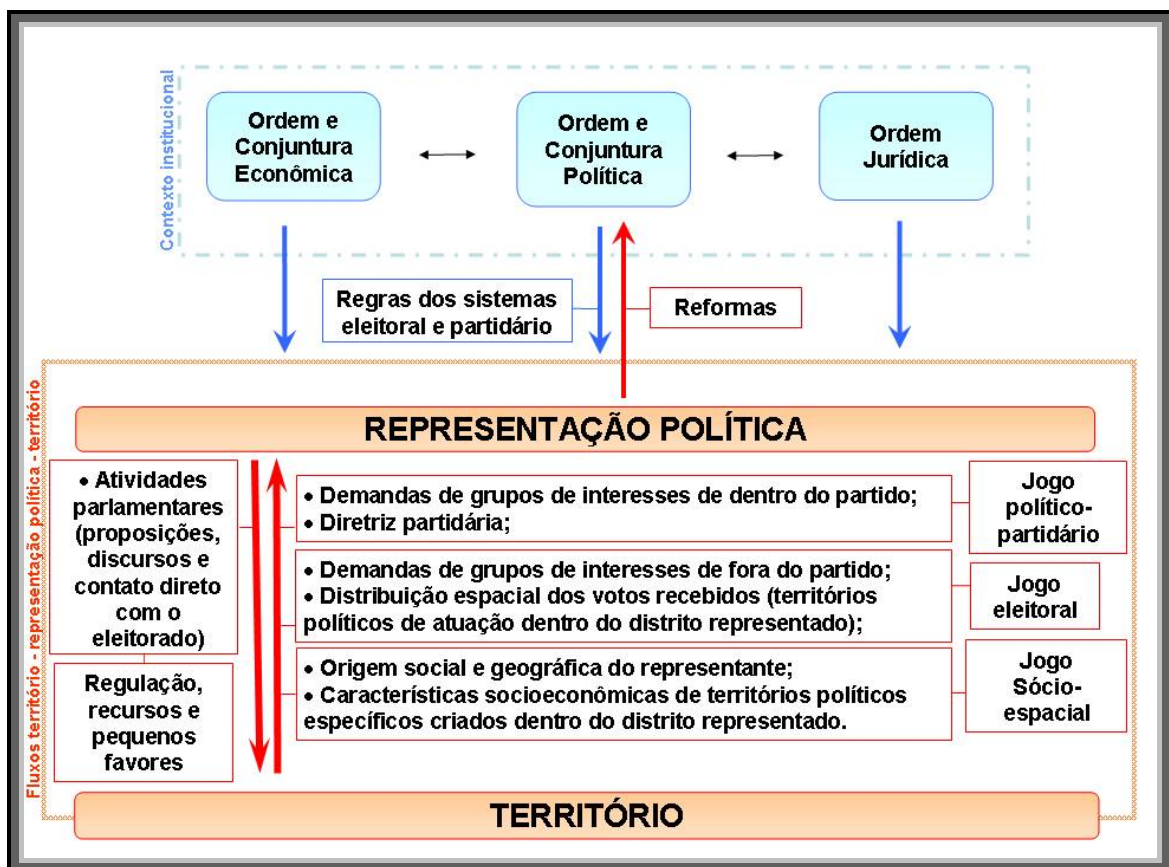 Contexto institucional
Ordem e
Conjuntura
Econômica
Ordem e
Conjuntura
Política
Ordem
Jurídica
Regras dos sistemas
eleitoral e partidário
Reformas
Fluxos território - representação política - território
REPRESENTAÇÃO POLÍTICA
• Atividades
parlamentares
(proposições,
discursos e
contato direto
com o
eleitorado)
Regulação,
recursos e
pequenos
favores
• Demandas de grupos de interesses de dentro do partido;
• Diretriz partidária;
Jogo
político-
partidário
• Demandas de grupos de interesses de fora do partido;
• Distribuição espacial dos votos recebidos (territórios
políticos de atuação dentro do distrito representado);
Jogo
eleitoral
• Origem social e geográfica do representante;
• Características socioeconômicas de territórios políticos
específicos criados dentro do distrito representado.
Jogo
Sócio-
espacial
TERRITÓRIO